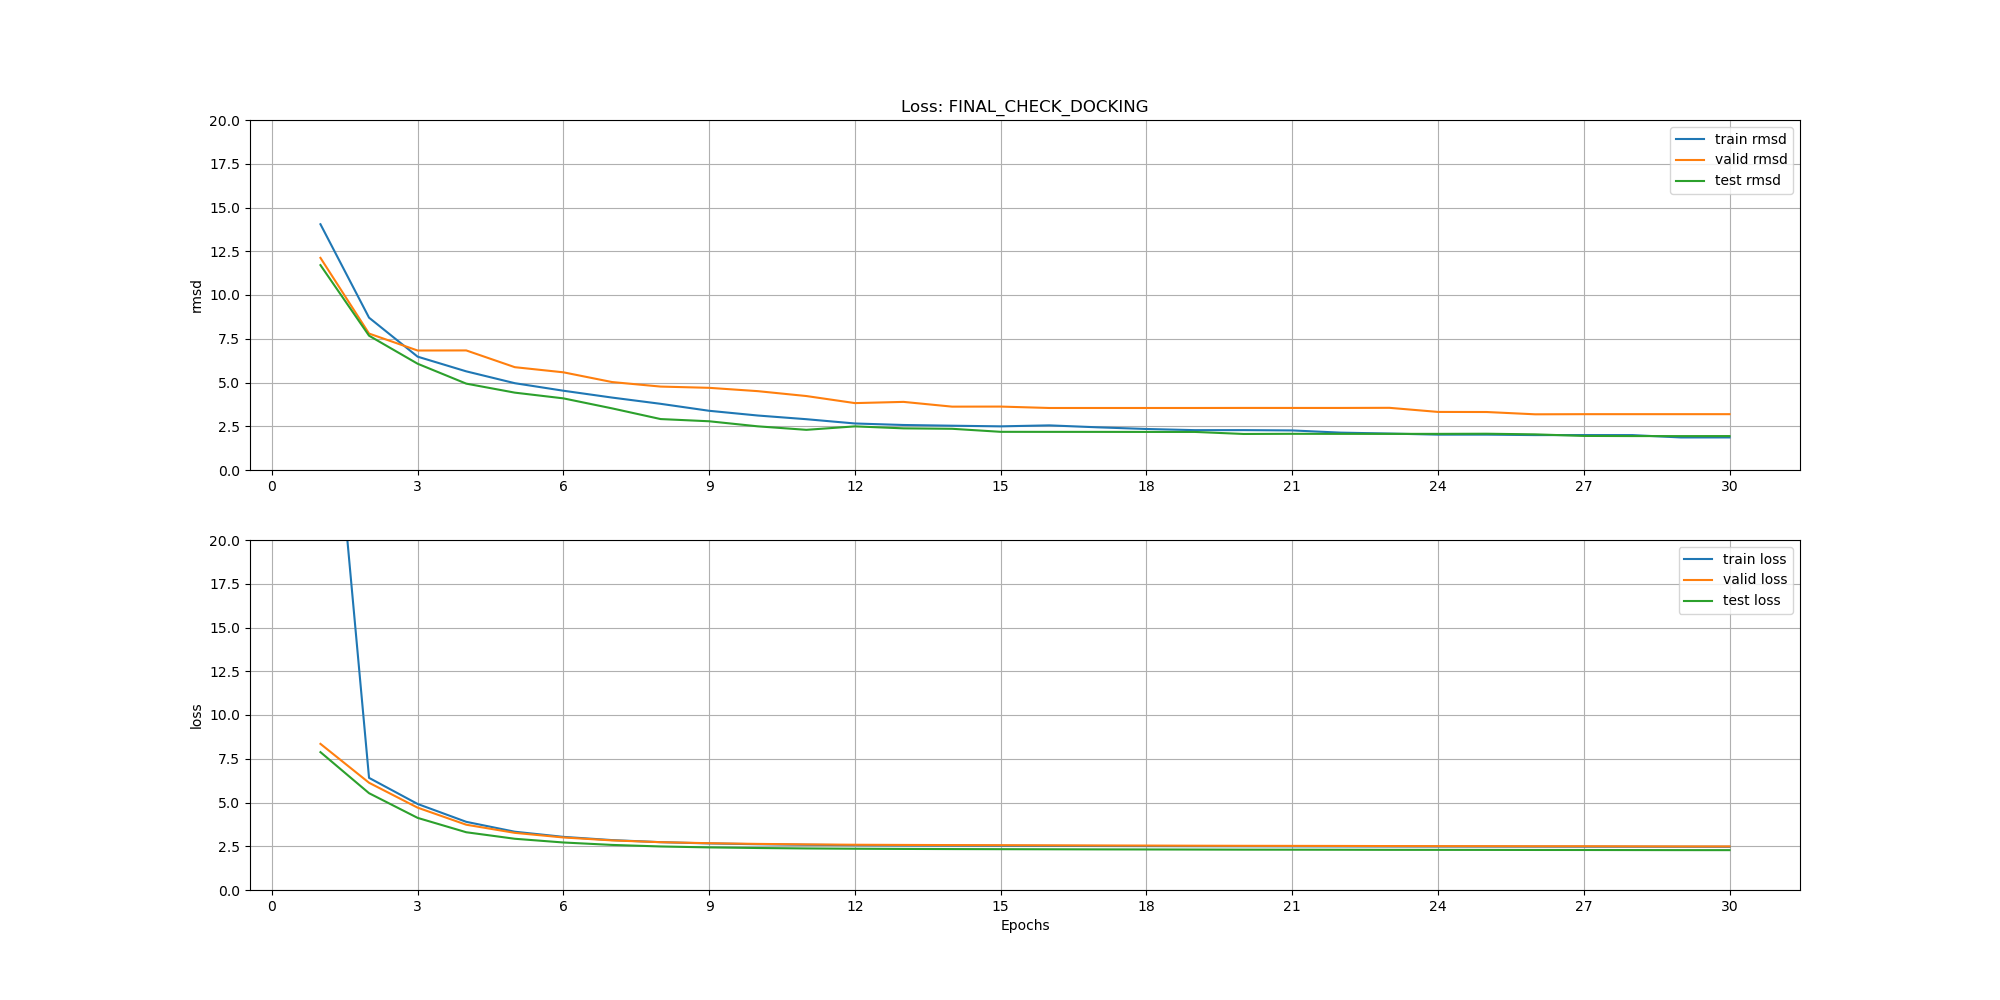 Loss: FINAL_CHECK_DOCKING
20.0
17.5
15.0
12.5
10.0
7.5
5.0
2.5
0.0
rmsd
train rmsd
valid rmsd
test rmsd
0 3 6 9 12 15 18 21 24 27 30
20.0
17.5
15.0
12.5
10.0
7.5
5.0
2.5
0.0
loss
train loss
valid loss
test loss
0 3 6 9 12 15 18 21 24 27 30
Epochs